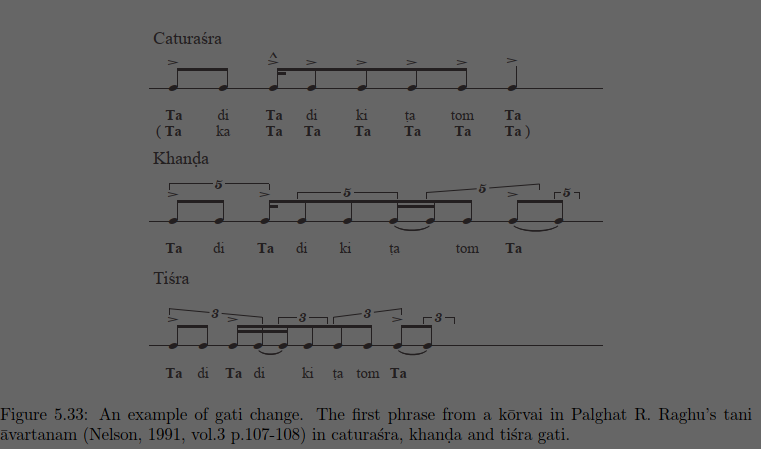 Caturaśra
Ta di Ta di ki ṭa tom Ta
( Ta ka Ta Ta Ta Ta Ta Ta )
Khaṇḍa
5 5 5 5
Ta di Ta di ki ṭa tom Ta
Tiśra
3 3 3 3
Ta di Ta di ki ṭa tom Ta
Figure 5.33: An example of gati change. The first phrase from a kōrvai in Palghat R. Raghu's tani
āvartanam (Nelson, 1991, vol.3 p.107-108) in caturaśra, khaṇḍa and tiśra gati.